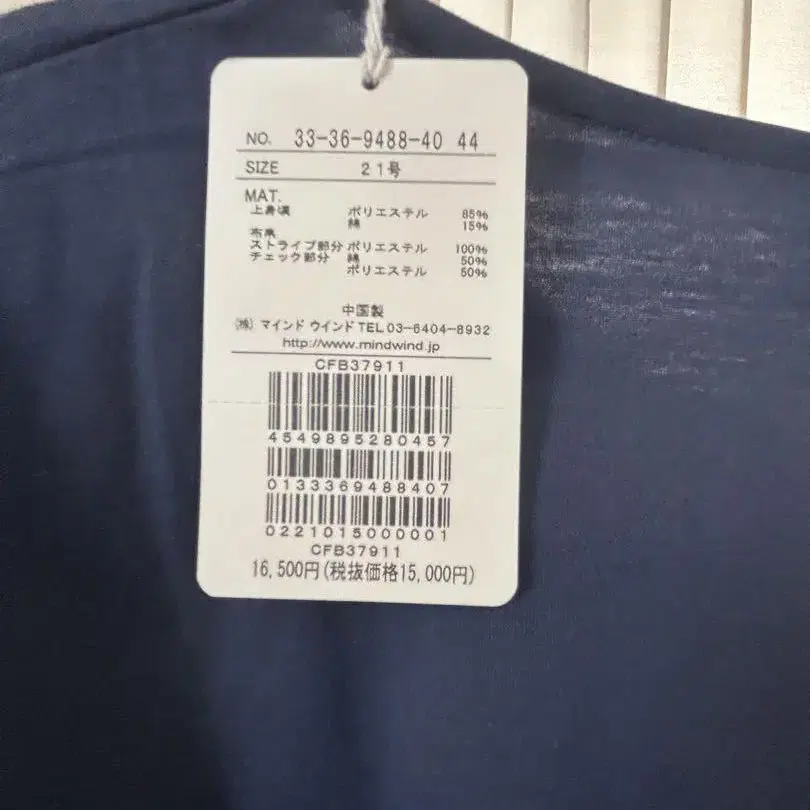 NO. 33-36-9488-40 44
SIZE 21号
MAT.
上身頃 ポリエステル 85%
綿 15%
布帛
ストライプ部分 ポリエステル 100%
チェック部分 綿 50%
ポリエステル 50%
中国製
㈱ マインド ウインド TEL 03-6404-8932
http://www.mindwind.jp
CFB37911
4549895280457
0133369488407
0221015000001
CFB37911
16,500円(税抜価格15,000円)